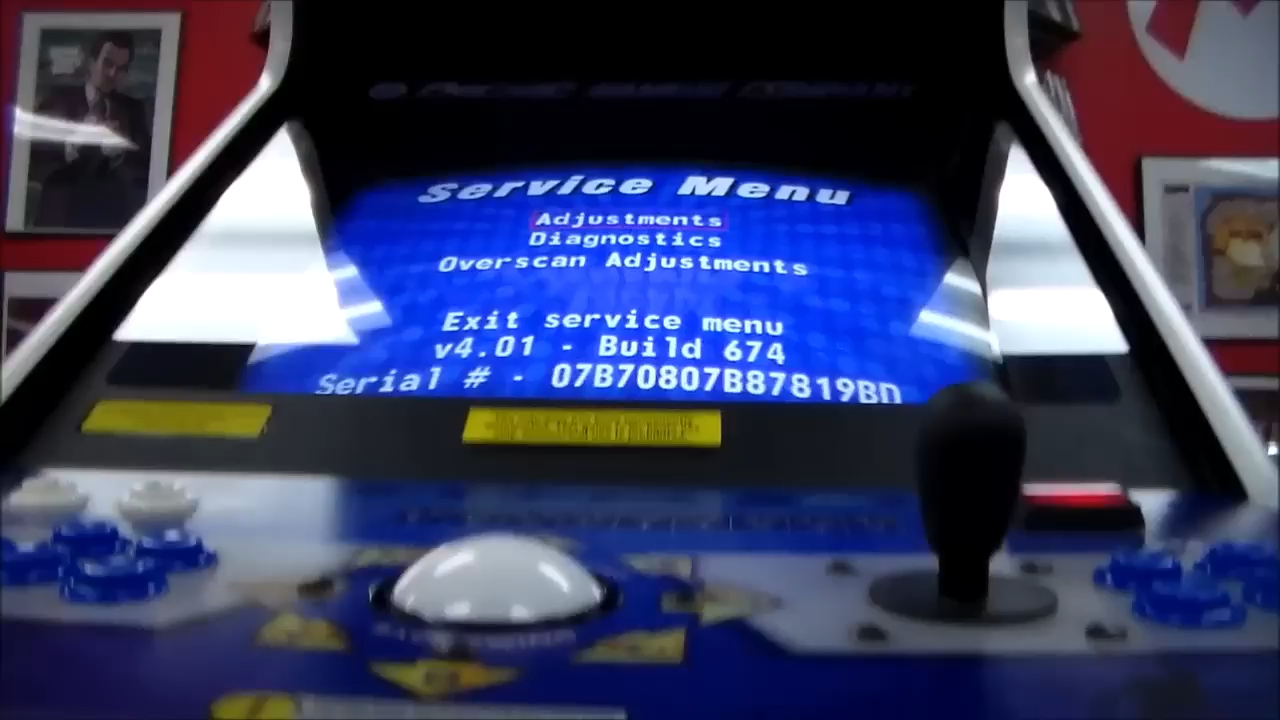 Service Menu
Adjustments
Diagnostics
Overscan Adjustments
Exit service menu
v4.01 - Build 674
Serial # - 07B70807B87819BD